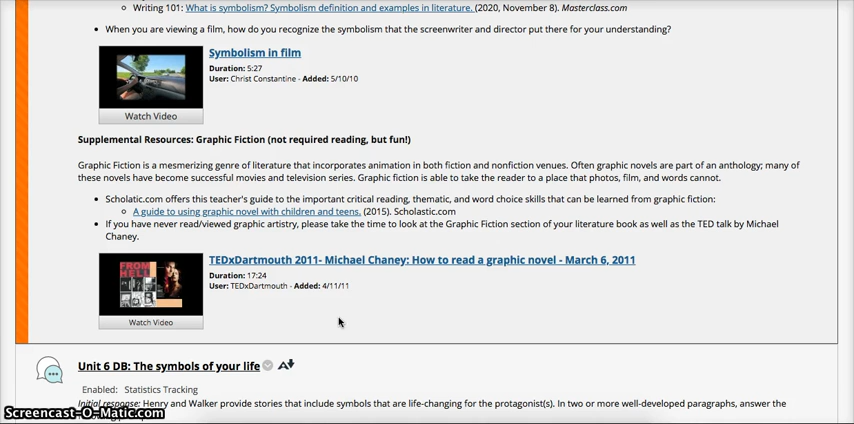 Writing 101: What is symbolism? Symbolism definition and examples in literature. (2020, November 8). Masterclass.com
When you are viewing a film, how do you recognize the symbolism that the screenwriter and director put there for your understanding?
Symbolism in film
Duration: 5:27
User: Christ Constantine - Added: 5/10/10
Watch Video
Supplemental Resources: Graphic Fiction (not required reading, but fun!)
Graphic Fiction is a mesmerizing genre of literature that incorporates animation in both fiction and nonfiction venues. Often graphic novels are part of an anthology; many of
these novels have become successful movies and television series. Graphic fiction is able to take the reader to a place that photos, film, and words cannot.
Scholatic.com offers this teacher's guide to the important critical reading, thematic, and word choice skills that can be learned from graphic fiction:
A guide to using graphic novel with children and teens. (2015). Scholastic.com
If you have never read/viewed graphic artistry, please take the time to look at the Graphic Fiction section of your literature book as well as the TED talk by Michael
Chaney.
FROM HELL
TEDxDartmouth 2011- Michael Chaney: How to read a graphic novel - March 6, 2011
Duration: 17:24
User: TEDxDartmouth - Added: 4/11/11
Watch Video
Unit 6 DB: The symbols of your life
Enabled: Statistics Tracking
Initial response: Henry and Walker provide stories that include symbols that are life-changing for the protagonist(s). In two or more well-developed paragraphs, answer the
Screencast-O-Matic.com